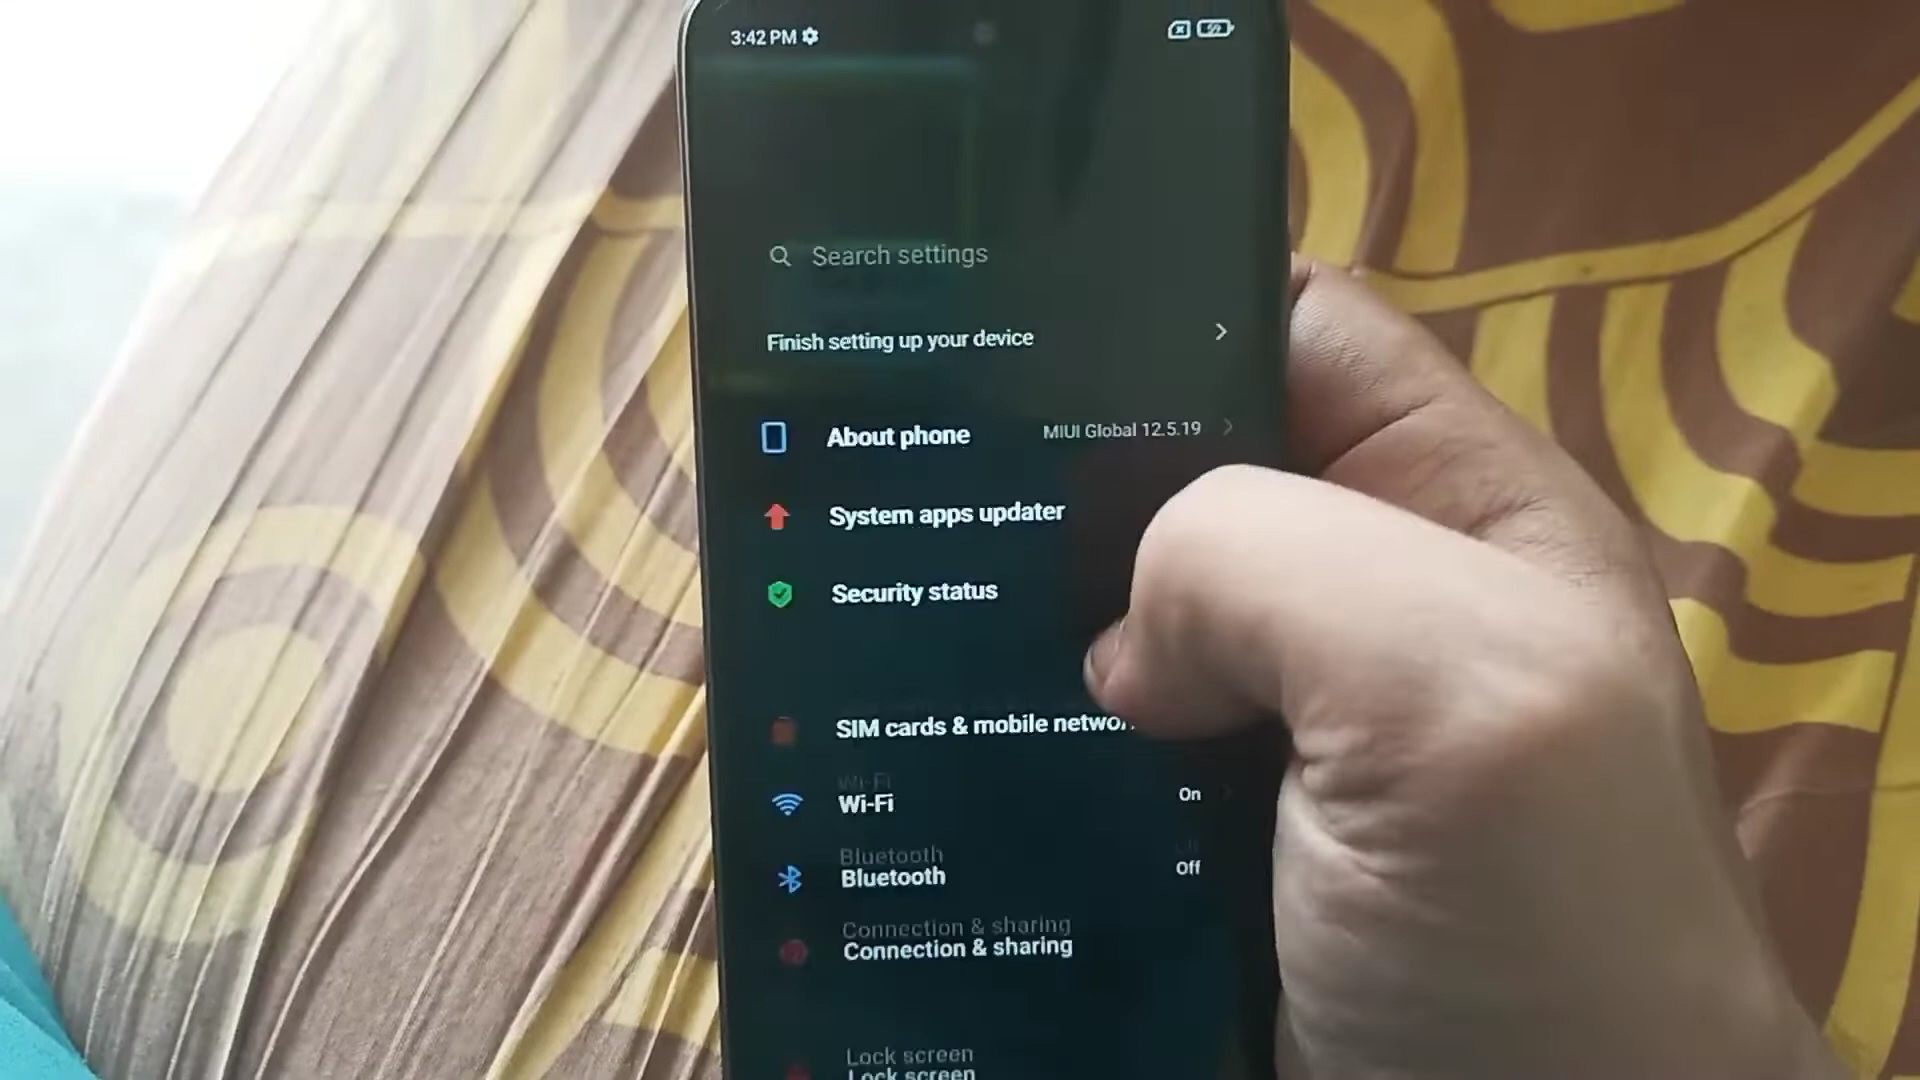 3:42 PM
Search settings
Finish setting up your device
About phone MIUI Global 12.5.19
System apps updater
Security status
SIM cards & mobile networ
Wi-Fi
Wi-Fi On
Bluetooth
Bluetooth Off
Connection & sharing
Connection & sharing
Lock screen
Lock screen